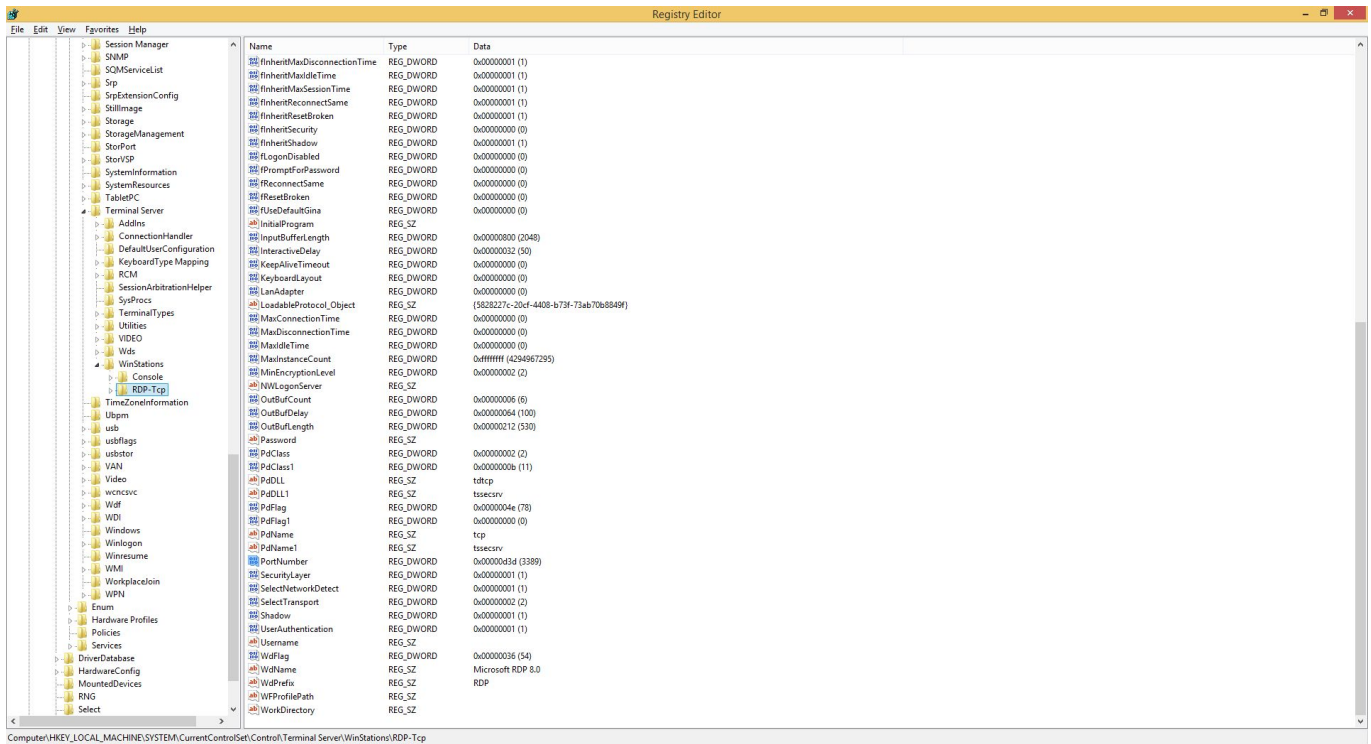 Registry Editor
File Edit View Favorites Help
Session Manager
SNMP
SQMServiceList
Srp
SrpExtensionConfig
StillImage
Storage
StorageManagement
StorPort
StorVSP
SystemInformation
SystemResources
TabletPC
Terminal Server
AddIns
ConnectionHandler
DefaultUserConfiguration
KeyboardType Mapping
RCM
SessionArbitrationHelper
SysProcs
TerminalTypes
Utilities
VIDEO
Wds
WinStations
Console
RDP-Tcp
TimeZoneInformation
Ubpm
usb
usbflags
usbstor
VAN
Video
wcncsvc
Wdf
WDI
Windows
Winlogon
Winresume
WMI
WorkplaceJoin
WPN
Enum
Hardware Profiles
Policies
Services
DriverDatabase
HardwareConfig
MountedDevices
RNG
Select
Name Type Data
fInheritMaxDisconnectionTime REG_DWORD 0x00000001 (1)
fInheritMaxIdleTime REG_DWORD 0x00000001 (1)
fInheritMaxSessionTime REG_DWORD 0x00000001 (1)
fInheritReconnectSame REG_DWORD 0x00000001 (1)
fInheritResetBroken REG_DWORD 0x00000001 (1)
fInheritSecurity REG_DWORD 0x00000000 (0)
fInheritShadow REG_DWORD 0x00000001 (1)
fLogonDisabled REG_DWORD 0x00000000 (0)
fPromptForPassword REG_DWORD 0x00000000 (0)
fReconnectSame REG_DWORD 0x00000000 (0)
fResetBroken REG_DWORD 0x00000000 (0)
fUseDefaultGina REG_DWORD 0x00000000 (0)
InitialProgram REG_SZ
InputBufferLength REG_DWORD 0x00000800 (2048)
InteractiveDelay REG_DWORD 0x00000032 (50)
KeepAliveTimeout REG_DWORD 0x00000000 (0)
KeyboardLayout REG_DWORD 0x00000000 (0)
LanAdapter REG_DWORD 0x00000000 (0)
LoadableProtocol_Object REG_SZ {5828227c-20cf-4408-b73f-73ab70b8849f}
MaxConnectionTime REG_DWORD 0x00000000 (0)
MaxDisconnectionTime REG_DWORD 0x00000000 (0)
MaxIdleTime REG_DWORD 0x00000000 (0)
MaxInstanceCount REG_DWORD 0xffffffff (4294967295)
MinEncryptionLevel REG_DWORD 0x00000002 (2)
NWLogonServer REG_SZ
OutBufCount REG_DWORD 0x00000006 (6)
OutBufDelay REG_DWORD 0x00000064 (100)
OutBufLength REG_DWORD 0x00000212 (530)
Password REG_SZ
PdClass REG_DWORD 0x00000002 (2)
PdClass1 REG_DWORD 0x0000000b (11)
PdDLL REG_SZ tdtcp
PdDLL1 REG_SZ tssecsrv
PdFlag REG_DWORD 0x0000004e (78)
PdFlag1 REG_DWORD 0x00000000 (0)
PdName REG_SZ tcp
PdName1 REG_SZ tssecsrv
PortNumber REG_DWORD 0x00000d3d (3389)
SecurityLayer REG_DWORD 0x00000001 (1)
SelectNetworkDetect REG_DWORD 0x00000001 (1)
SelectTransport REG_DWORD 0x00000002 (2)
Shadow REG_DWORD 0x00000001 (1)
UserAuthentication REG_DWORD 0x00000001 (1)
Username REG_SZ
WdFlag REG_DWORD 0x00000036 (54)
WdName REG_SZ Microsoft RDP 8.0
WdPrefix REG_SZ RDP
WFProfilePath REG_SZ
WorkDirectory REG_SZ
Computer\HKEY_LOCAL_MACHINE\SYSTEM\CurrentControlSet\Control\Terminal Server\WinStations\RDP-Tcp